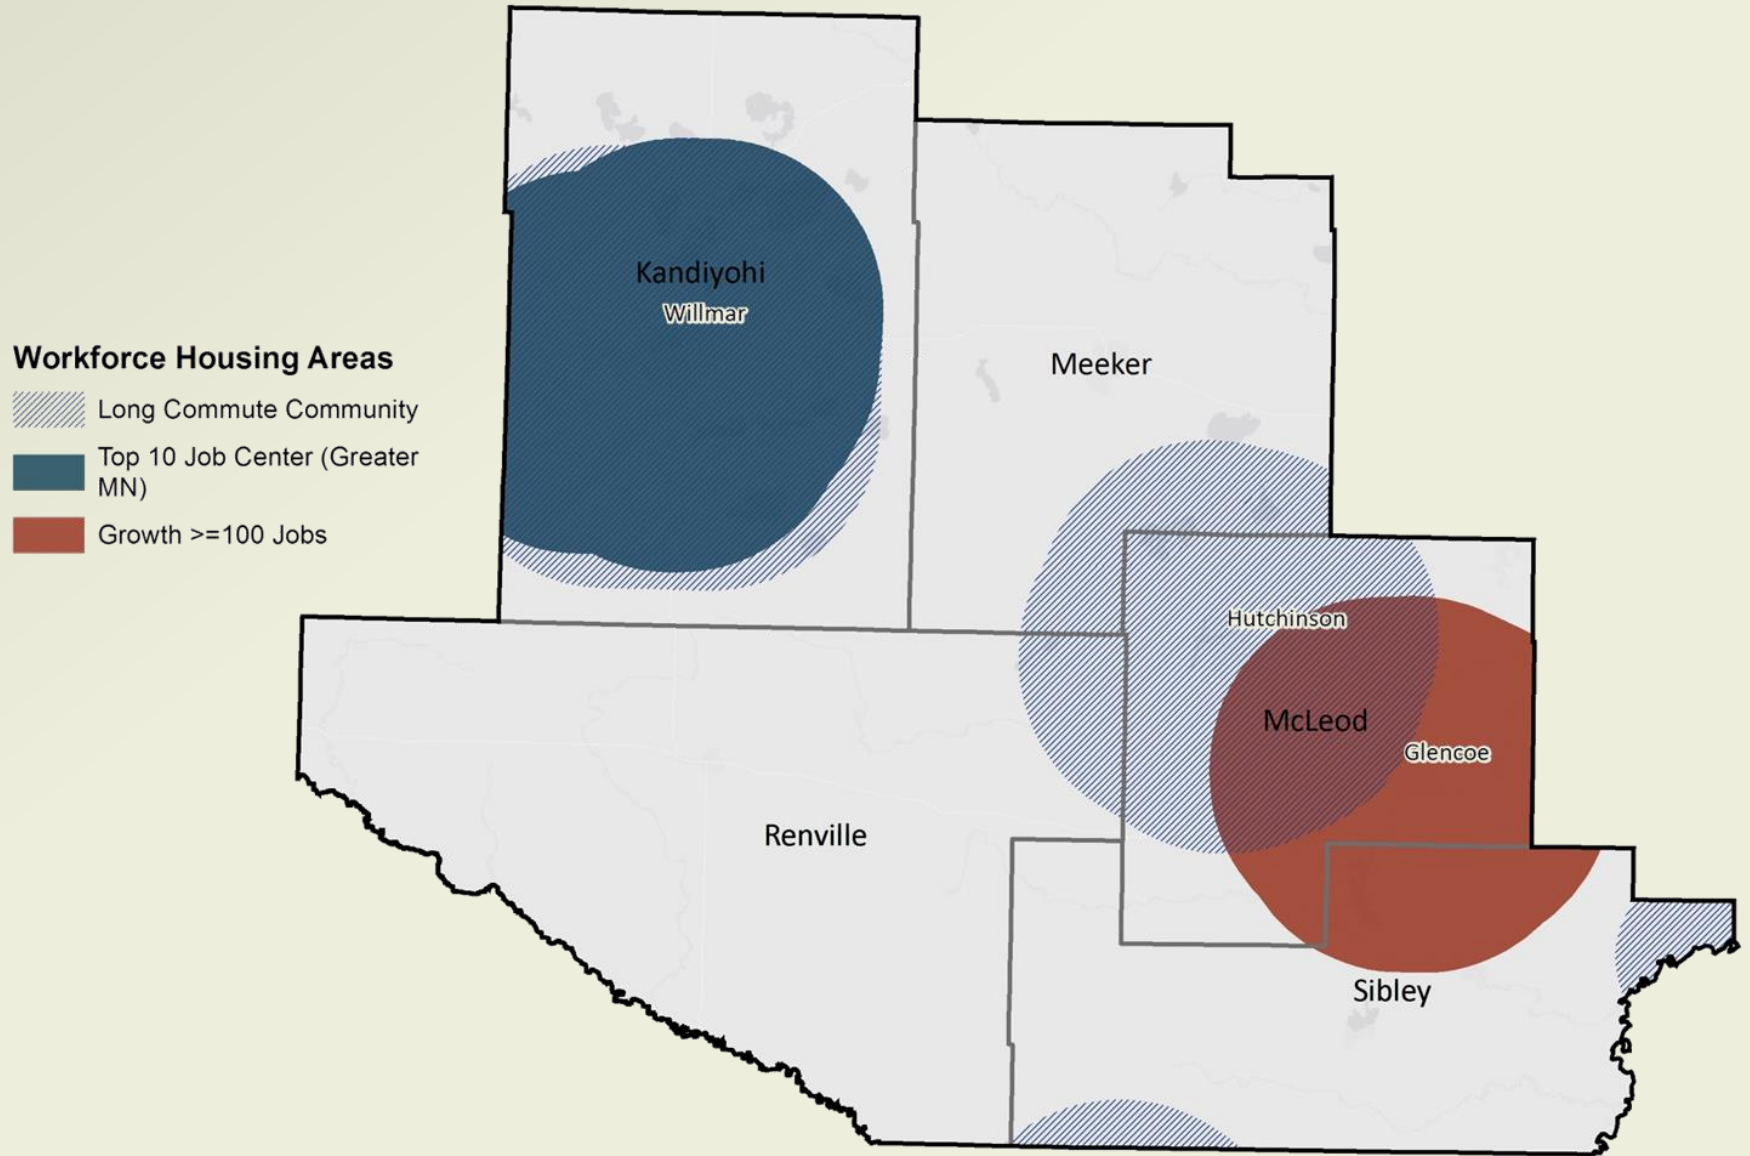 Kandiyohi
Willmar
Meeker
Workforce Housing Areas
Long Commute Community
Top 10 Job Center (Greater
MN)
Growth >=100 Jobs
Hutchinson
McLeod
Glencoe
Renville
Sibley